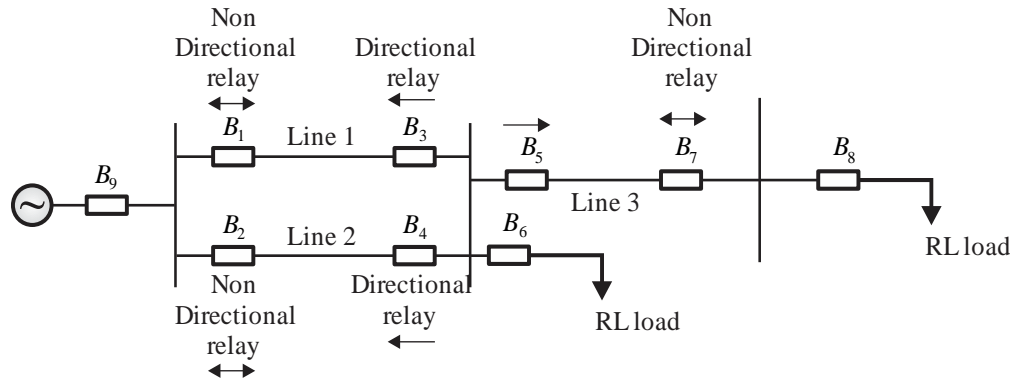 Non
Directional
relay
Directional
relay
Non
Directional
relay
B1
Line 1
B3
B5
B7
B8
B9
Line 3
B2
Line 2
B4
B6
RL load
Non
Directional
relay
Directional
relay
RL load